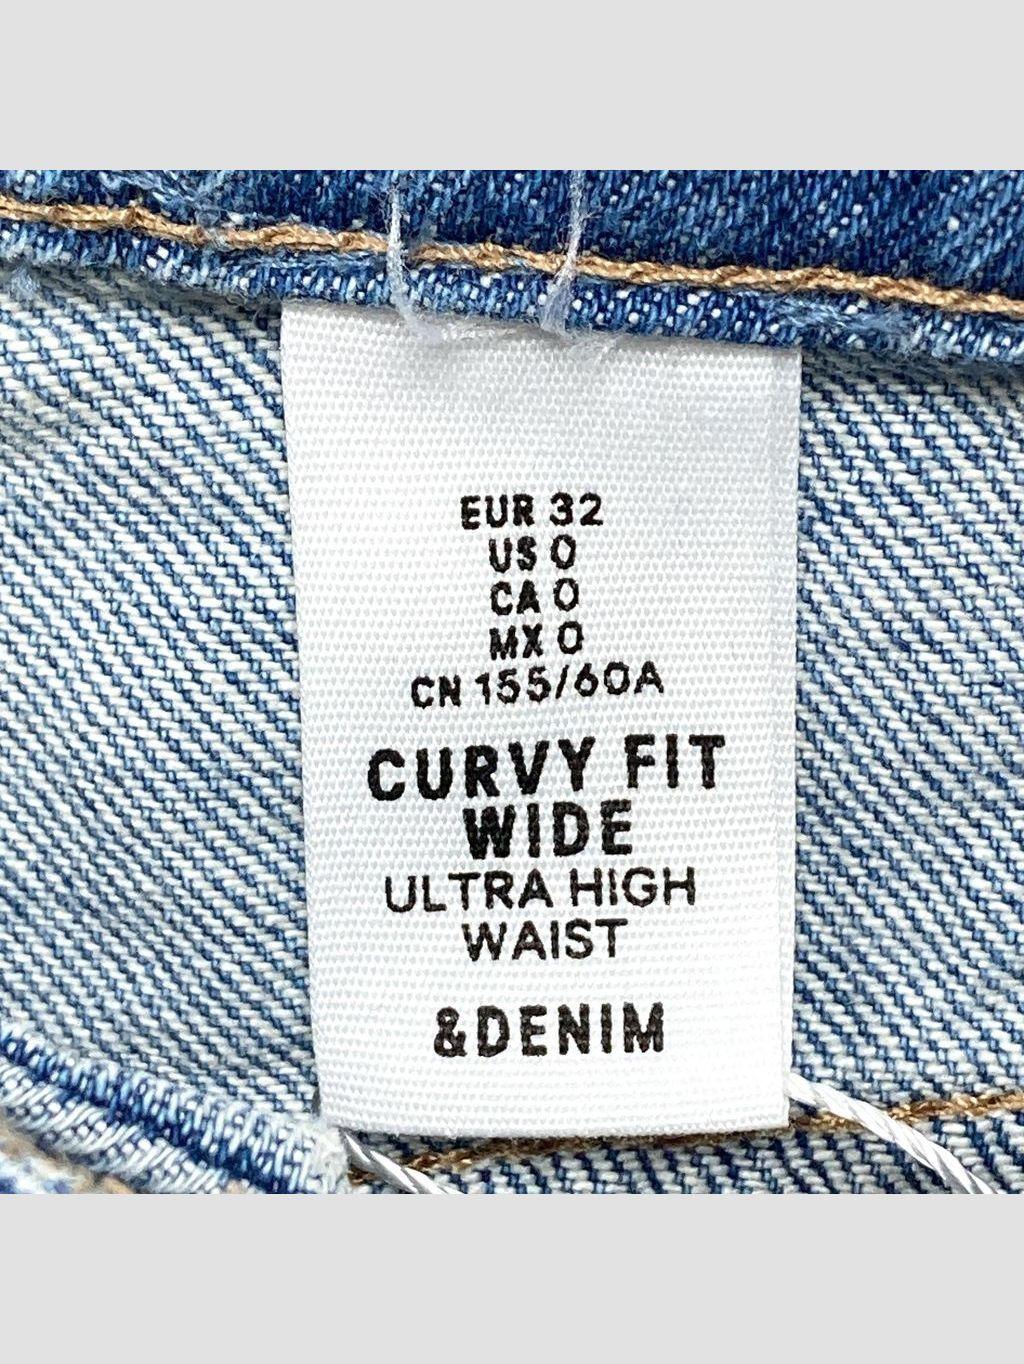 EUR 32
US 0
CA 0
MX 0
CN 155/60A
CURVY FIT
WIDE
ULTRA HIGH
WAIST
&DENIM